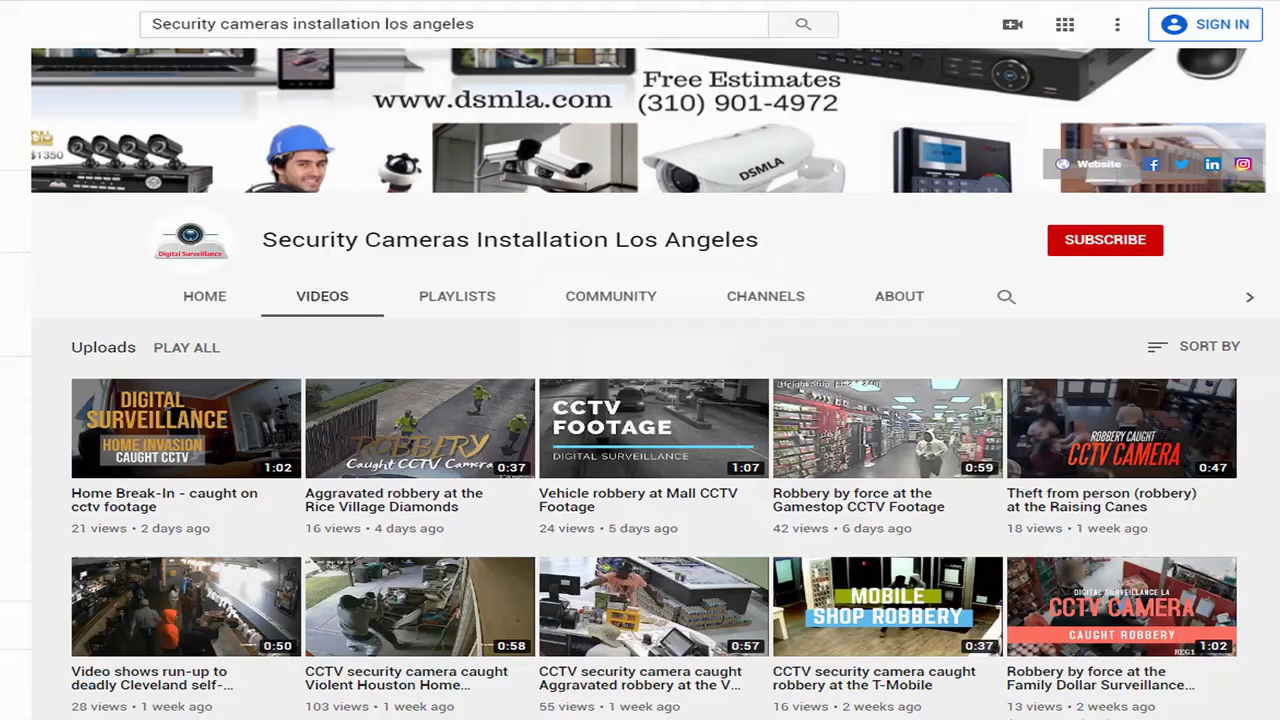 Security cameras installation los angeles
SIGN IN
Free Estimates
www.dsmla.com
(310) 901-4972
$1350
DSMLA
Website
Digital Surveillance
Security Cameras Installation Los Angeles
SUBSCRIBE
HOME VIDEOS PLAYLISTS COMMUNITY CHANNELS ABOUT
Uploads PLAY ALL SORT BY
DIGITAL
SURVEILLANCE
HOME INVASION
CAUGHT CCTV
1:02
ROBBERY
Caught CCTV Camera
0:37
CCTV
FOOTAGE
DIGITAL SURVEILLANCE
1:07
0:59
ROBBERY CAUGHT
CCTV CAMERA
0:47
Home Break-In - caught on
cctv footage
21 views • 2 days ago
Aggravated robbery at the
Rice Village Diamonds
16 views • 4 days ago
Vehicle robbery at Mall CCTV
Footage
24 views • 5 days ago
Robbery by force at the
Gamestop CCTV Footage
42 views • 6 days ago
Theft from person (robbery)
at the Raising Canes
18 views • 1 week ago
0:50
0:58
0:57
MOBILE
SHOP ROBBERY
0:37
DIGITAL SURVEILLANCE LA
CCTV CAMERA
CAUGHT ROBBERY
REG1
1:02
Video shows run-up to
deadly Cleveland self-...
28 views • 1 week ago
CCTV security camera caught
Violent Houston Home...
103 views • 1 week ago
CCTV security camera caught
Aggravated robbery at the V...
55 views • 1 week ago
CCTV security camera caught
robbery at the T-Mobile
16 views • 2 weeks ago
Robbery by force at the
Family Dollar Surveillance...
13 views • 2 weeks ago